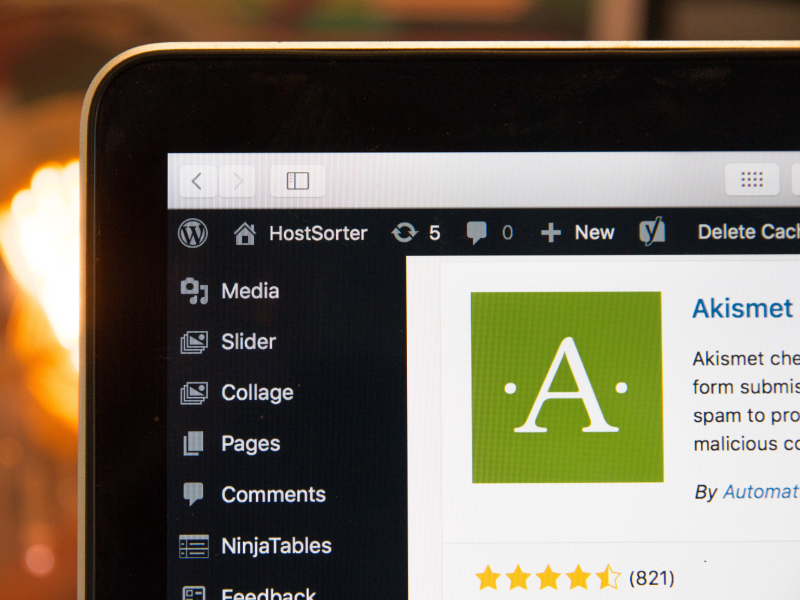 HostSorter 5 0 New Delete Cach
Media
Slider
Collage
Pages
Comments
NinjaTables
Feedback
A
Akismet
Akismet che
form submis
spam to pro
malicious co
By Automat
(821)